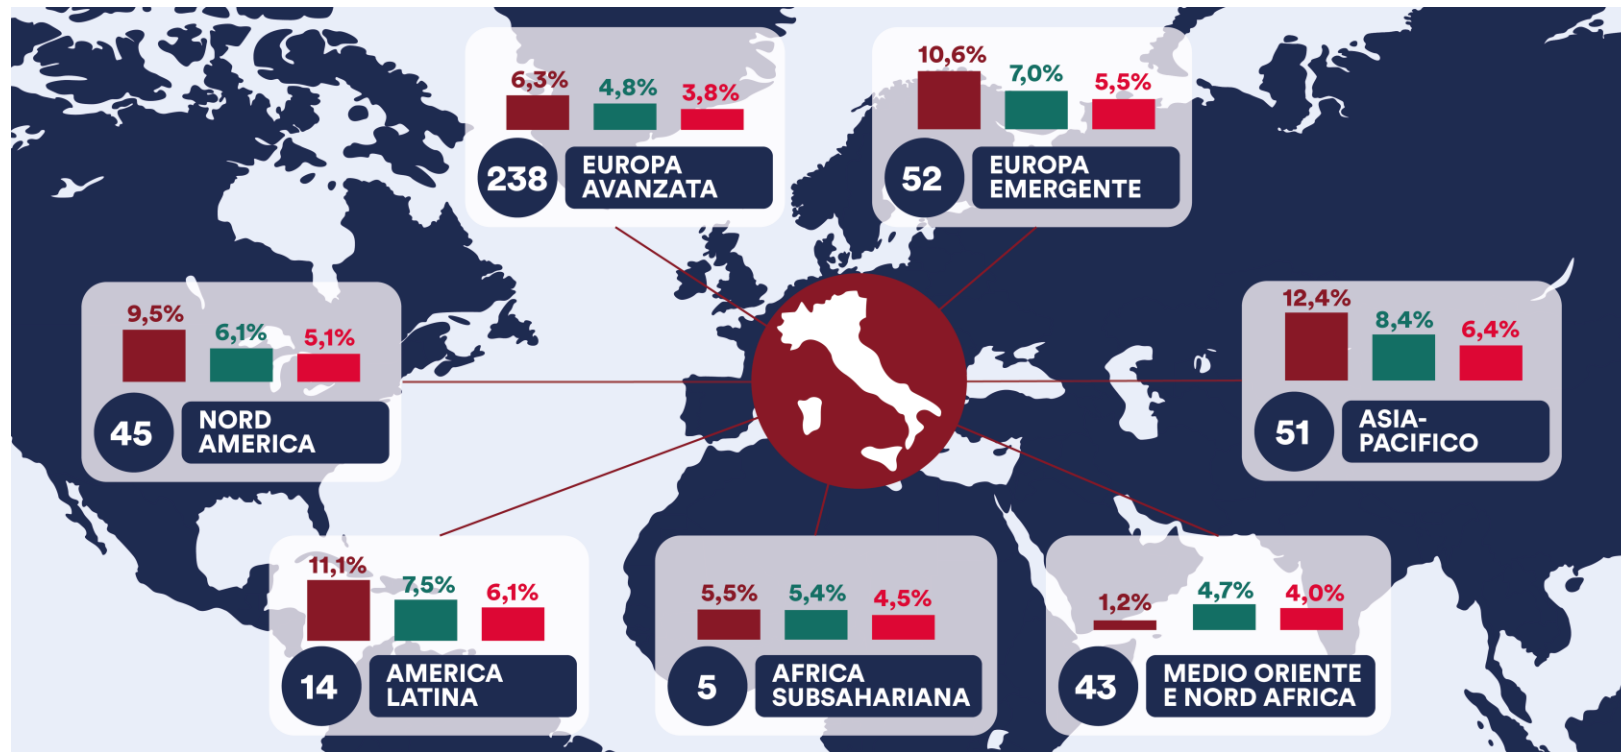 6,3%
4,8%
3,8%
238
EUROPA
AVANZATA
10,6%
7,0%
5,5%
52
EUROPA
EMERGENTE
9,5%
6,1%
5,1%
45
NORD
AMERICA
12,4%
8,4%
6,4%
51
ASIA-
PACIFICO
11,1%
7,5%
6,1%
14
AMERICA
LATINA
5,5%
5,4%
4,5%
5
AFRICA
SUBSAHARIANA
1,2%
4,7%
4,0%
43
MEDIO ORIENTE
E NORD AFRICA